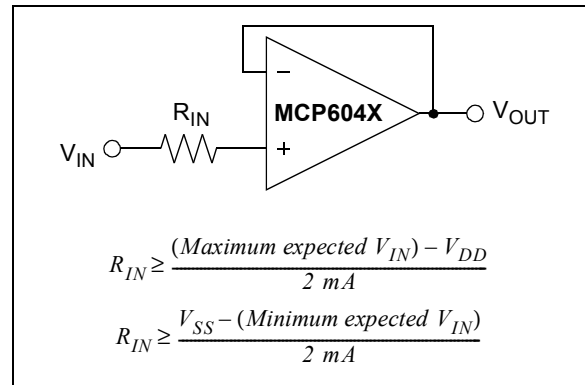 −
MCP604X
R_IN
V_IN
+
V_OUT
R_IN ≥ (Maximum expected V_IN) − V_DD
2 mA
R_IN ≥ V_SS − (Minimum expected V_IN)
2 mA